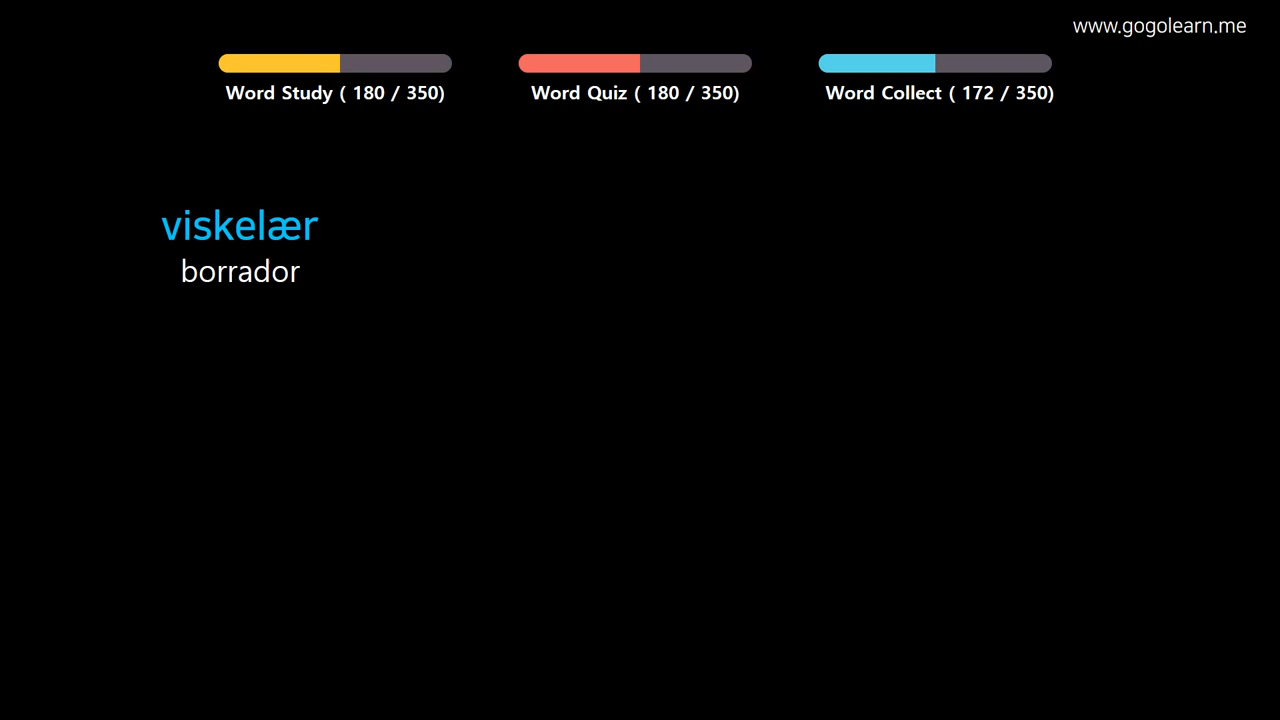 www.gogolearn.me
Word Study ( 180 / 350)
Word Quiz ( 180 / 350)
Word Collect ( 172 / 350)
viskelær
borrador